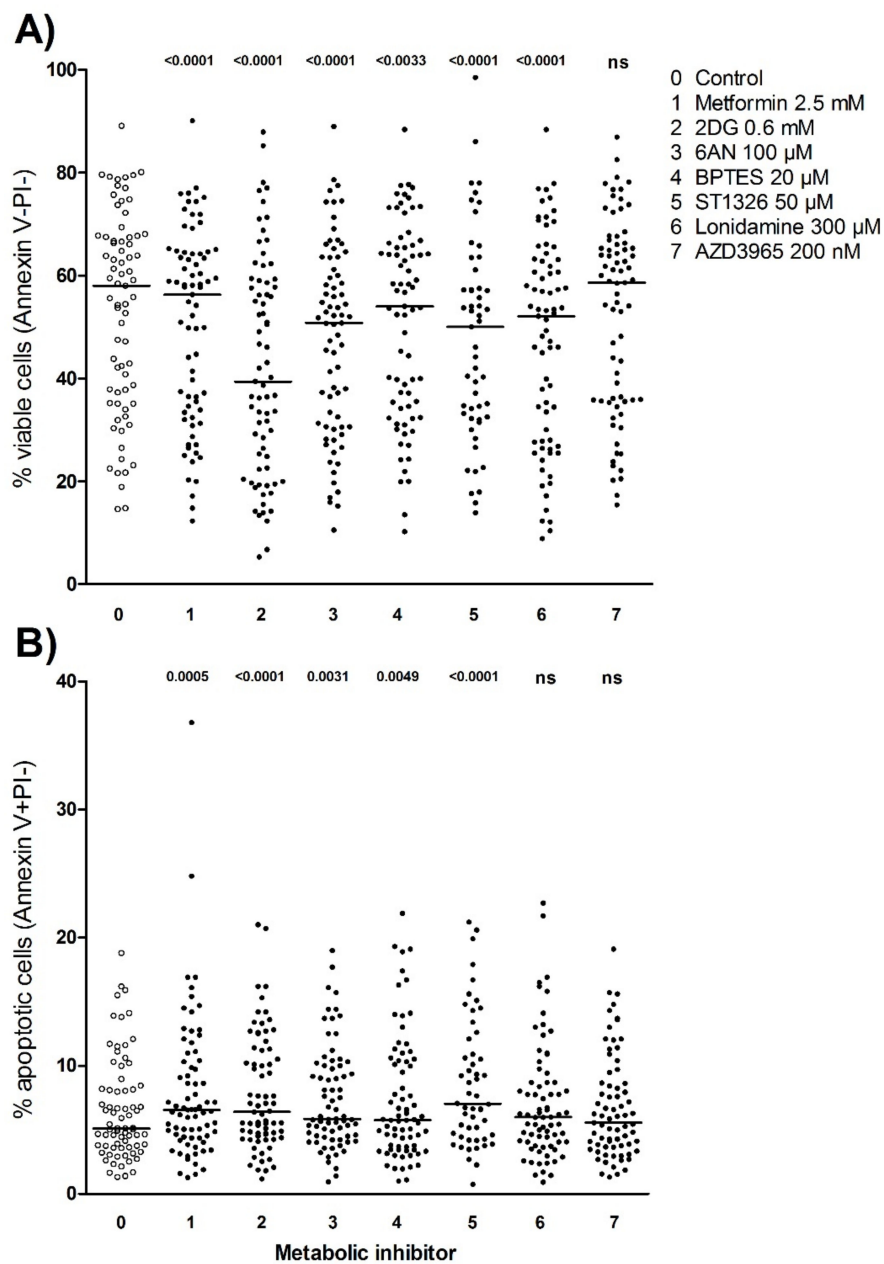 A)
<0.0001 <0.0001 <0.0001 <0.0033 <0.0001 <0.0001 ns
100
80
60
40
20
0
% viable cells (Annexin V-PI-)
0 1 2 3 4 5 6 7
0 Control
1 Metformin 2.5 mM
2 2DG 0.6 mM
3 6AN 100 µM
4 BPTES 20 µM
5 ST1326 50 µM
6 Lonidamine 300 µM
7 AZD3965 200 nM
B)
0.0005 <0.0001 0.0031 0.0049 <0.0001 ns ns
40
30
20
10
0
% apoptotic cells (Annexin V+PI-)
0 1 2 3 4 5 6 7
Metabolic inhibitor